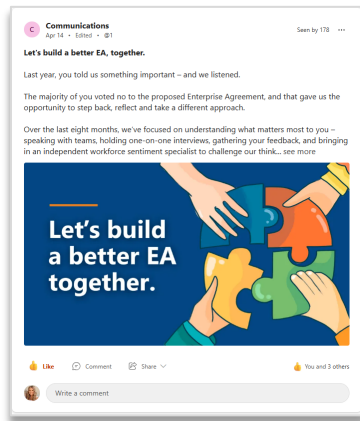 C
Communications
Apr 14 • Edited • @1
Seen by 178 •••
Let's build a better EA, together.
Last year, you told us something important – and we listened.
The majority of you voted no to the proposed Enterprise Agreement, and that gave us the
opportunity to step back, reflect and take a different approach.
Over the last eight months, we've focused on understanding what matters most to you –
speaking with teams, holding one-on-one interviews, gathering your feedback, and bringing
in an independent workforce sentiment specialist to challenge our think... see more
Let's build
a better EA
together.
Like
Comment
Share
You and 3 others
Write a comment